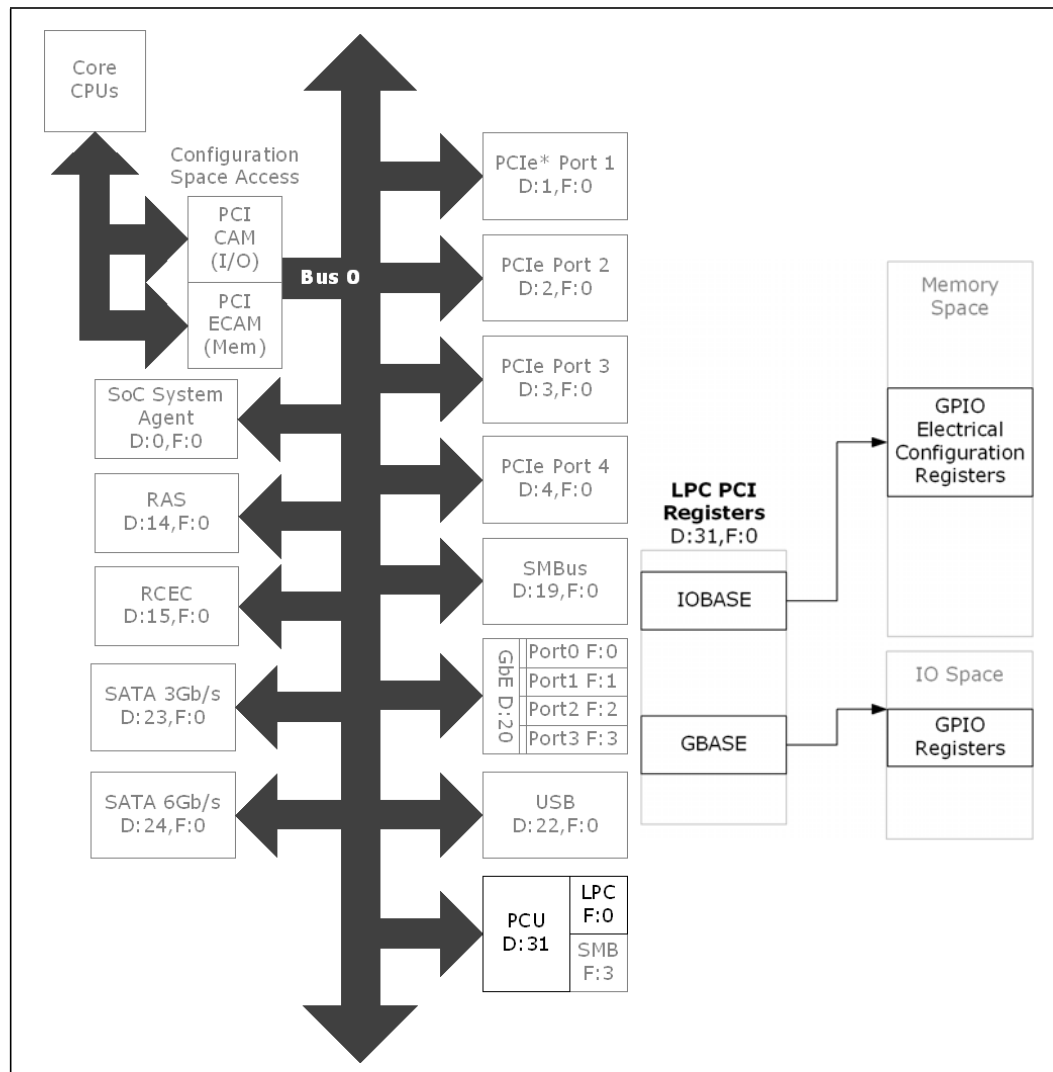 Core
CPUs
Configuration
Space Access
PCI
CAM
(I/O)
PCI
ECAM
(Mem)
Bus 0
SoC System
Agent
D:0,F:0
RAS
D:14,F:0
RCEC
D:15,F:0
SATA 3Gb/s
D:23,F:0
SATA 6Gb/s
D:24,F:0
PCIe* Port 1
D:1,F:0
PCIe Port 2
D:2,F:0
PCIe Port 3
D:3,F:0
PCIe Port 4
D:4,F:0
SMBus
D:19,F:0
GbE D:20
Port0 F:0
Port1 F:1
Port2 F:2
Port3 F:3
USB
D:22,F:0
PCU
D:31
LPC
F:0
SMB
F:3
LPC PCI
Registers
D:31,F:0
IOBASE
GBASE
Memory
Space
GPIO
Electrical
Configuration
Registers
IO Space
GPIO
Registers